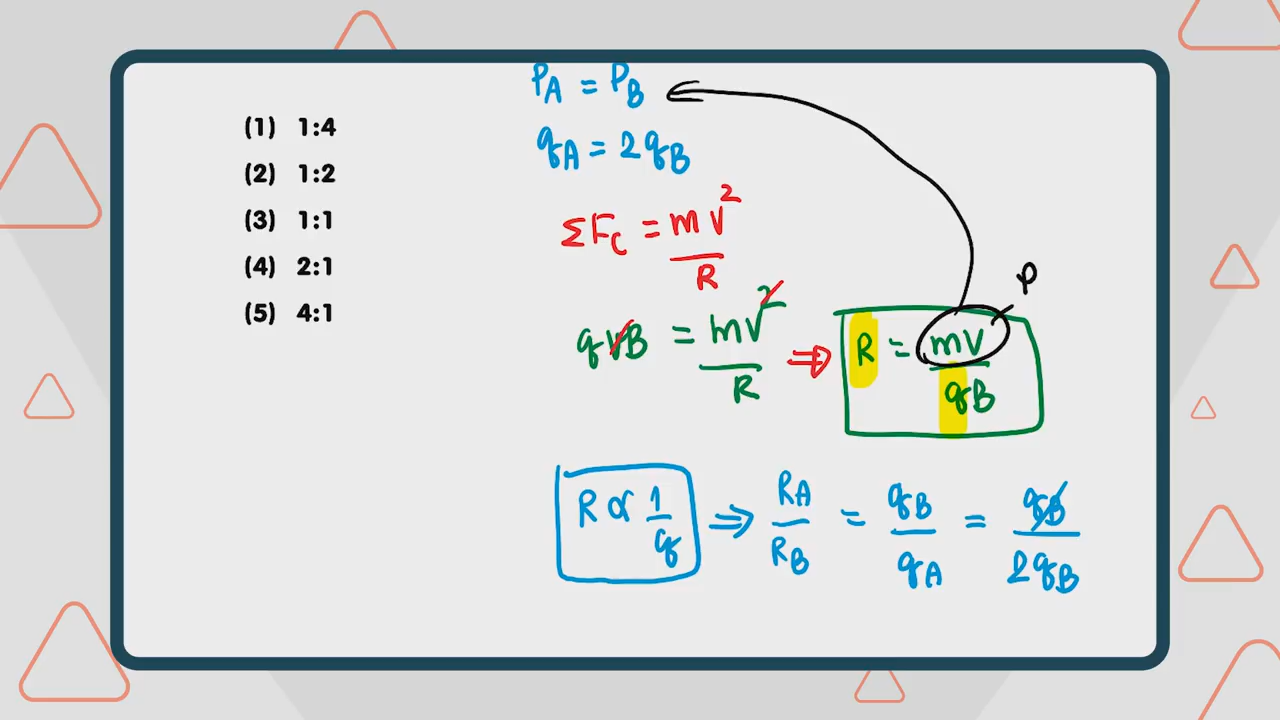 (1) 1:4
(2) 1:2
(3) 1:1
(4) 2:1
(5) 4:1
PA = PB
qA = 2qB
ΣFc = mv²/R
qvB = mv²/R ⇒ R = mv/qB
P
R ∝ 1/q ⇒ RA/RB = qB/qA = qB/2qB